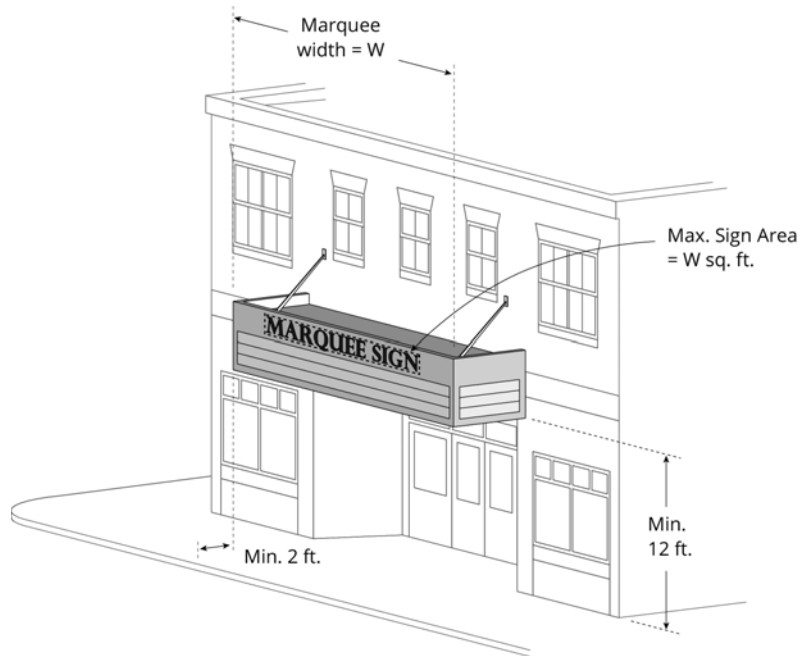 Marquee
width = W
Max. Sign Area
= W sq. ft.
MARQUEE SIGN
Min.
12 ft.
Min. 2 ft.